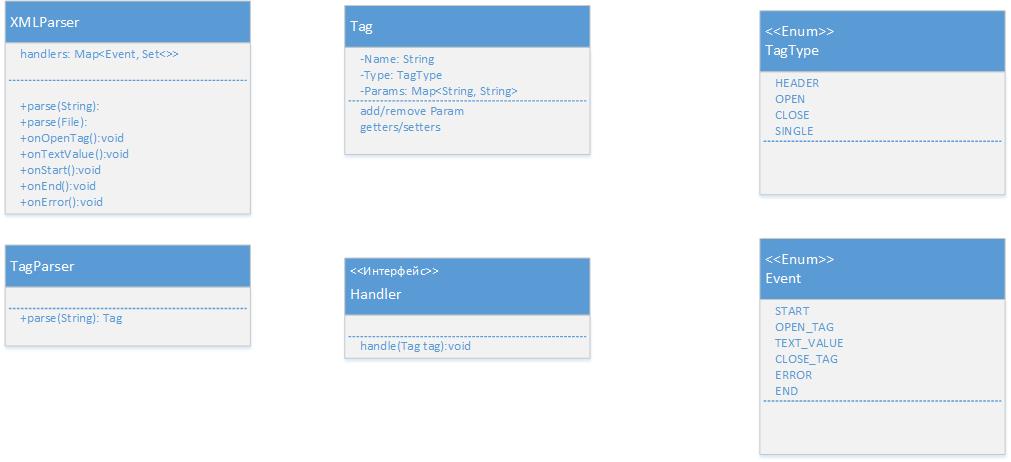 XMLParser
handlers: Map<Event, Set<>>
+parse(String):
+parse(File):
+onOpenTag():void
+onTextValue():void
+onStart():void
+onEnd():void
+onError():void
Tag
-Name: String
-Type: TagType
-Params: Map<String, String>
add/remove Param
getters/setters
<<Enum>>
TagType
HEADER
OPEN
CLOSE
SINGLE
TagParser
+parse(String): Tag
<<Интерфейс>>
Handler
handle(Tag tag):void
<<Enum>>
Event
START
OPEN_TAG
TEXT_VALUE
CLOSE_TAG
ERROR
END